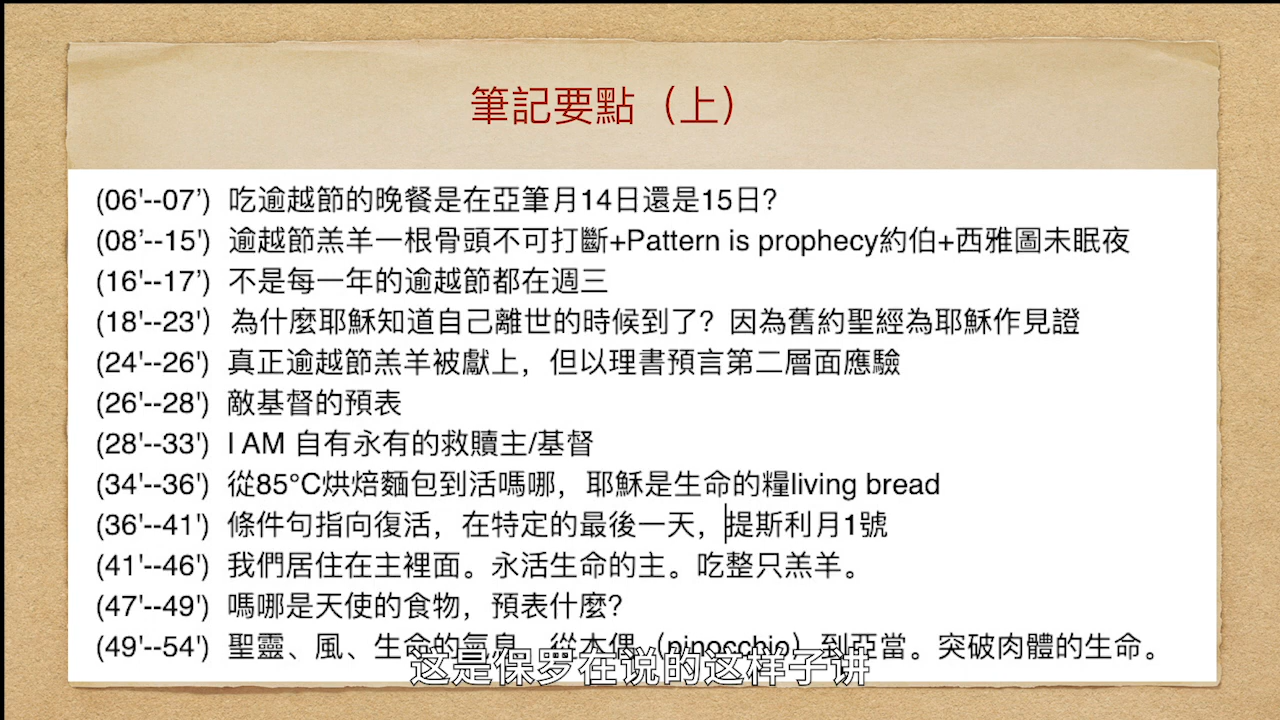 筆記要點（上）
(06'--07’) 吃逾越節的晚餐是在亞筆月14日還是15日？
(08’--15') 逾越節羔羊一根骨頭不可打斷+Pattern is prophecy約伯+西雅圖未眠夜
(16'--17’) 不是每一年的逾越節都在週三
(18'--23'） 為什麼耶穌知道自己離世的時候到了？因為舊約聖經為耶穌作見證
(24'--26'） 真正逾越節羔羊被獻上，但以理書預言第二層面應驗
(26'--28') 敵基督的預表
(28'--33') I AM 自有永有的救贖主/基督
(34'--36') 從85°C烘焙麵包到活嗎哪，耶穌是生命的糧living bread
(36'--41') 條件句指向復活，在特定的最後一天，提斯利月1號
(41'--46') 我們居住在主裡面。永活生命的主。吃整只羔羊。
(47'--49') 嗎哪是天使的食物，預表什麼？
(49'--54') 聖靈、風、生命的氣息，從木偶（pinocchio）到亞當。突破肉體的生命。
这是保罗在说的这样子讲